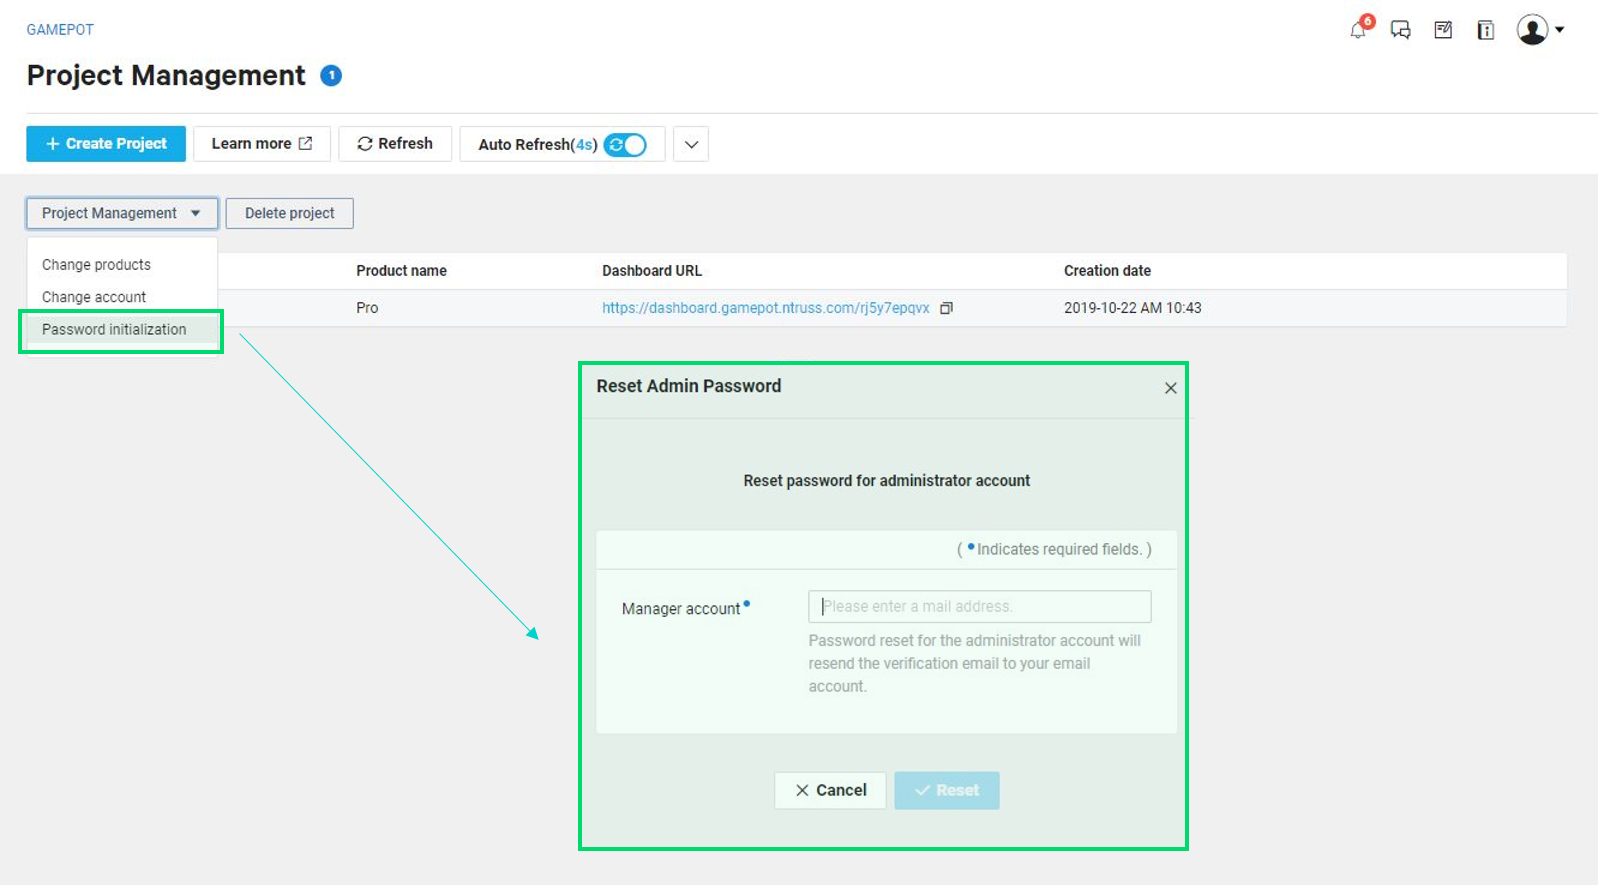 GAMEPOT
6
Project Management 1
+ Create Project
Learn more
Refresh
Auto Refresh(4s)
Project Management
Delete project
Change products
Change account
Password initialization
Product name
Dashboard URL
Creation date
Pro
https://dashboard.gamepot.ntruss.com/rj5y7epqvx
2019-10-22 AM 10:43
Reset Admin Password
Reset password for administrator account
( • Indicates required fields. )
Manager account•
Please enter a mail address.
Password reset for the administrator account will
resend the verification email to your email
account.
Cancel
Reset